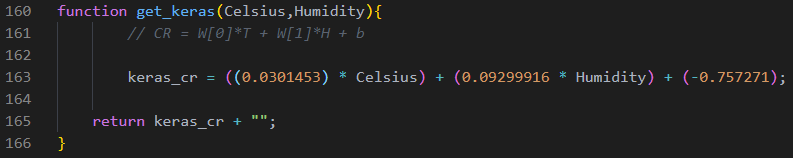 160 function get_keras(Celsius,Humidity){
161 // CR = W[0]*T + W[1]*H + b
162
163 keras_cr = ((0.0301453) * Celsius) + (0.09299916 * Humidity) + (-0.757271);
164
165 return keras_cr + "";
166 }